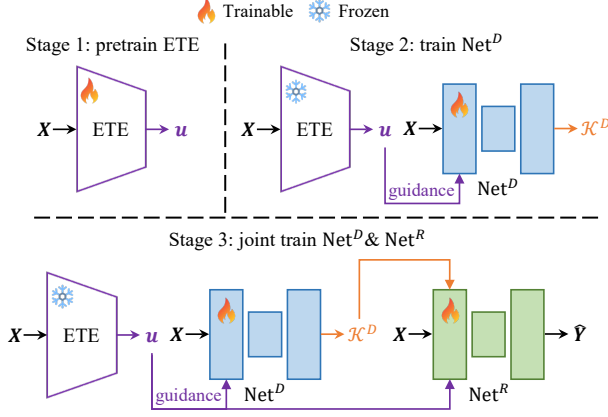 Trainable Frozen
Stage 1: pretrain ETE
Stage 2: train Net^D
X ETE u
X ETE u X 𝒦^D
guidance Net^D
Stage 3: joint train Net^D & Net^R
X ETE u X 𝒦^D X Ŷ
guidance Net^D Net^R